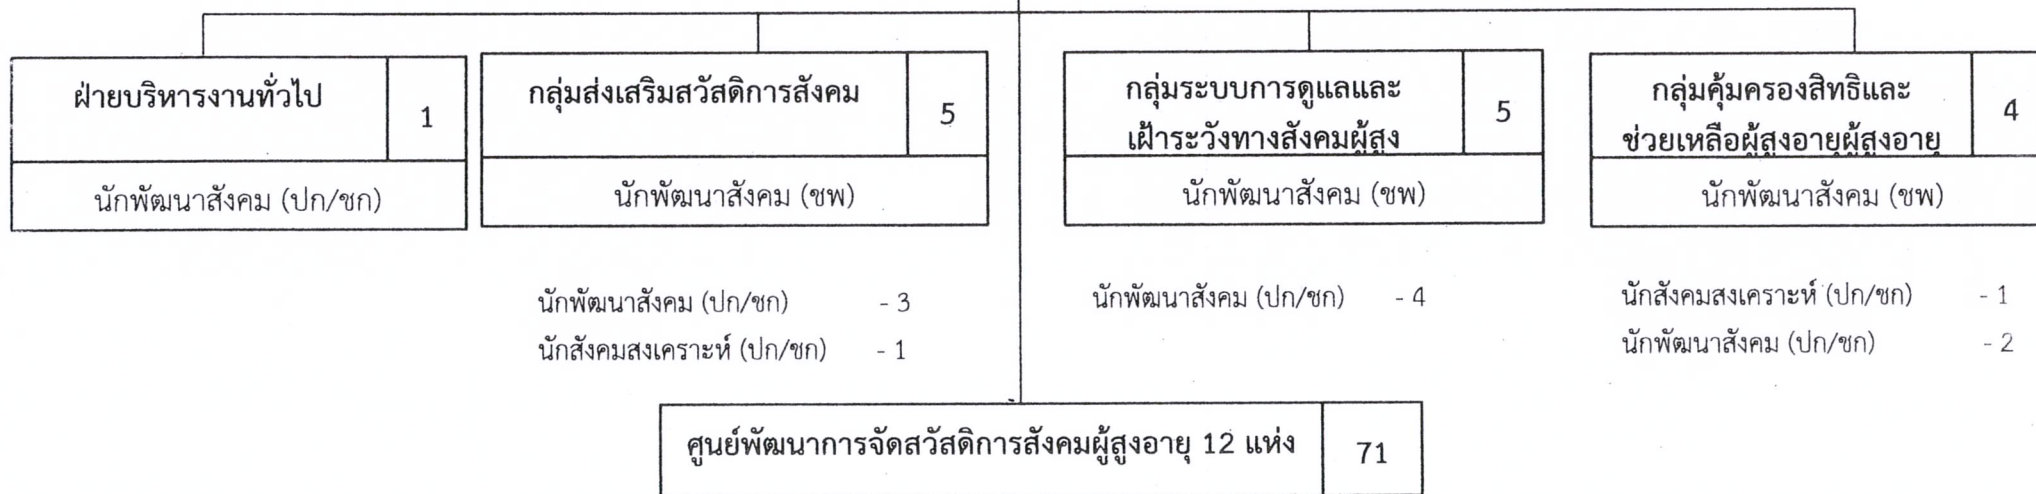 ฝ่ายบริหารงานทั่วไป
1
นักพัฒนาสังคม (ปก/ชก)
กลุ่มส่งเสริมสวัสดิการสังคม
5
นักพัฒนาสังคม (ชพ)
นักพัฒนาสังคม (ปก/ชก) - 3
นักสังคมสงเคราะห์ (ปก/ชก) - 1
กลุ่มระบบการดูแลและ
เฝ้าระวังทางสังคมผู้สูง
5
นักพัฒนาสังคม (ชพ)
นักพัฒนาสังคม (ปก/ชก) - 4
กลุ่มคุ้มครองสิทธิและ
ช่วยเหลือผู้สูงอายุผู้สูงอายุ
4
นักพัฒนาสังคม (ชพ)
นักสังคมสงเคราะห์ (ปก/ชก) - 1
นักพัฒนาสังคม (ปก/ชก) - 2
ศูนย์พัฒนาการจัดสวัสดิการสังคมผู้สูงอายุ 12 แห่ง
71